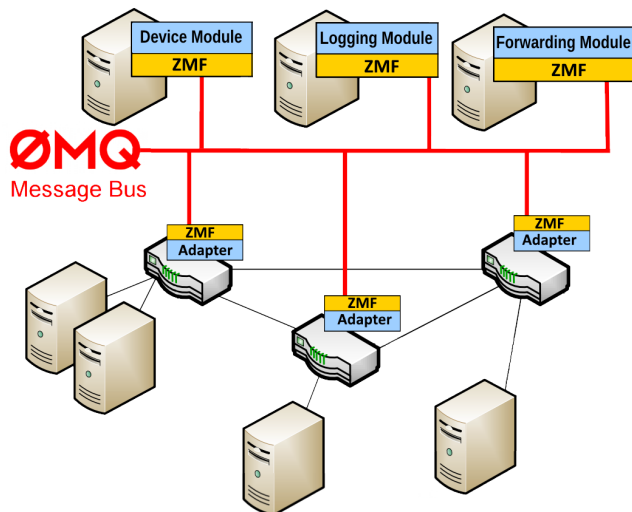 Device Module
ZMF
Logging Module
ZMF
Forwarding Module
ZMF
ØMQ
Message Bus
ZMF
Adapter
ZMF
Adapter
ZMF
Adapter